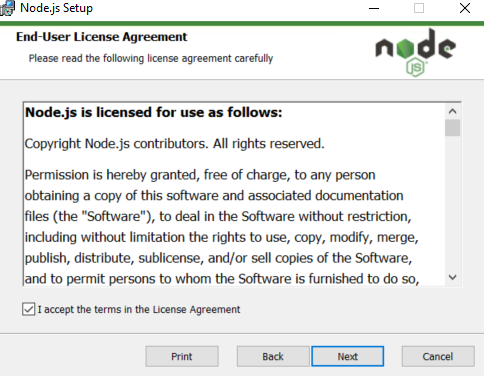 Node.js Setup
End-User License Agreement
Please read the following license agreement carefully
node
JS
Node.js is licensed for use as follows:
Copyright Node.js contributors. All rights reserved.
Permission is hereby granted, free of charge, to any person
obtaining a copy of this software and associated documentation
files (the "Software"), to deal in the Software without restriction,
including without limitation the rights to use, copy, modify, merge,
publish, distribute, sublicense, and/or sell copies of the Software,
and to permit persons to whom the Software is furnished to do so,
I accept the terms in the License Agreement
Print Back Next Cancel